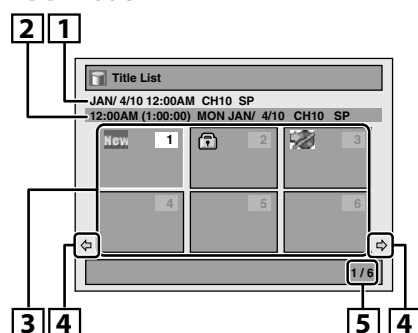 2 1
Title List
JAN/ 4/10 12:00AM CH10 SP
12:00AM (1:00:00) MON JAN/ 4/10 CH10 SP
New 1 2 3
4 5 6
1 / 6
3 4 5 4